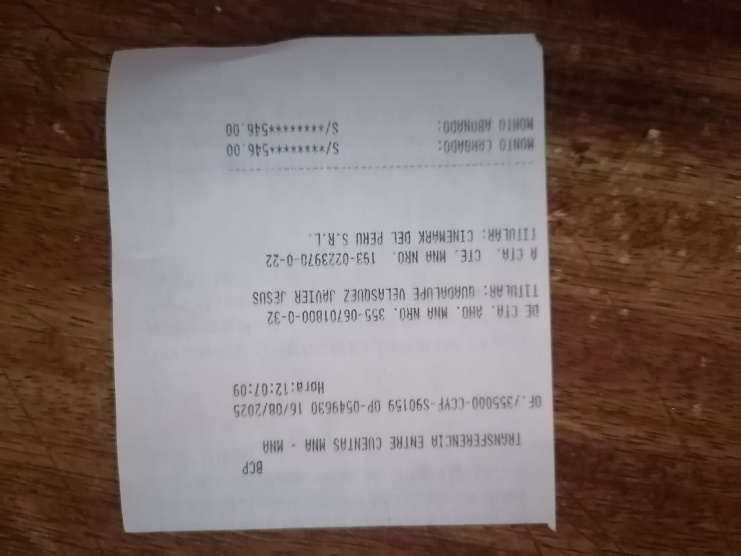 BCP
TRANSFERENCIA ENTRE CUENTAS MNA - MNA
OF./355000-CCYF-S90159 OP-0549630 16/08/2025
Hora:12:07:09
DE CTA. AHO. MNA NRO. 355-06701800-0-32
TITULAR: GUADALUPE VELASQUEZ JAVIER JESUS
A CTA. CTE. MNA NRO. 193-0223970-0-22
TITULAR: CINEMARK DEL PERU S.R.L.
MONTO CARGADO: S/*********546.00
MONTO ABONADO: S/*********546.00